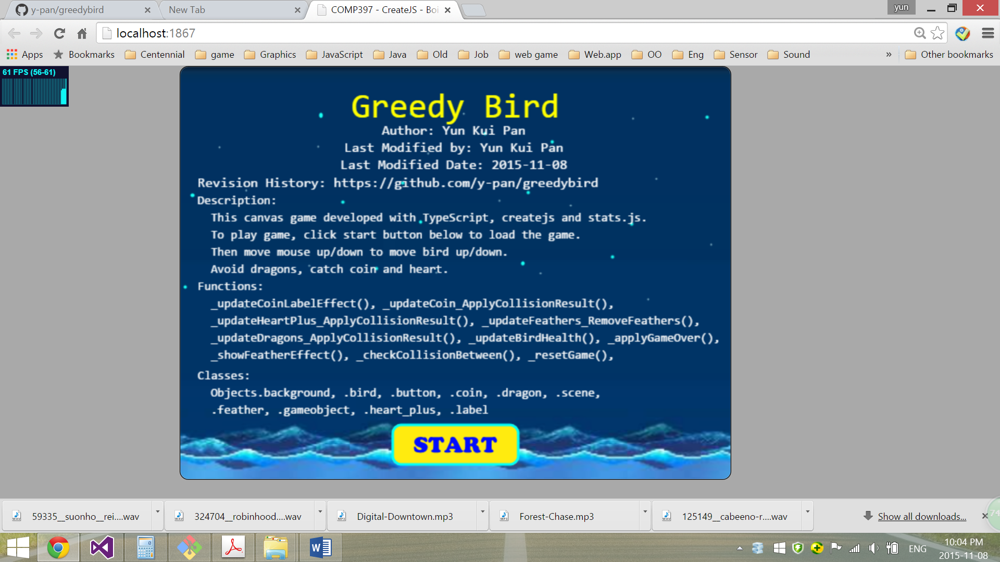 y-pan/greedybird
New Tab
COMP397 - CreateJS - Boi
yun
localhost:1867
Apps
Bookmarks
Centennial
game
Graphics
JavaScript
Java
Old
Job
web game
Web.app
OO
Eng
Sensor
Sound
»
Other bookmarks
61 FPS (56-61)
Greedy Bird
Author: Yun Kui Pan
Last Modified by: Yun Kui Pan
Last Modified Date: 2015-11-08
Revision History: https://github.com/y-pan/greedybird
Description:
This canvas game developed with TypeScript, createjs and stats.js.
To play game, click start button below to load the game.
Then move mouse up/down to move bird up/down.
Avoid dragons, catch coin and heart.
Functions:
_updateCoinLabelEffect(), _updateCoin_ApplyCollisionResult(),
_updateHeartPlus_ApplyCollisionResult(), _updateFeathers_RemoveFeathers(),
_updateDragons_ApplyCollisionResult(), _updateBirdHealth(), _applyGameOver(),
_showFeatherEffect(), _checkCollisionBetween(), _resetGame(),
Classes:
Objects.background, .bird, .button, .coin, .dragon, .scene,
.feather, .gameobject, .heart_plus, .label
START
59335__suonho__rei....wav
324704__robinhood....wav
Digital-Downtown.mp3
Forest-Chase.mp3
125149__cabeeno-r....wav
Show all downloads...
74
ENG
10:04 PM
2015-11-08